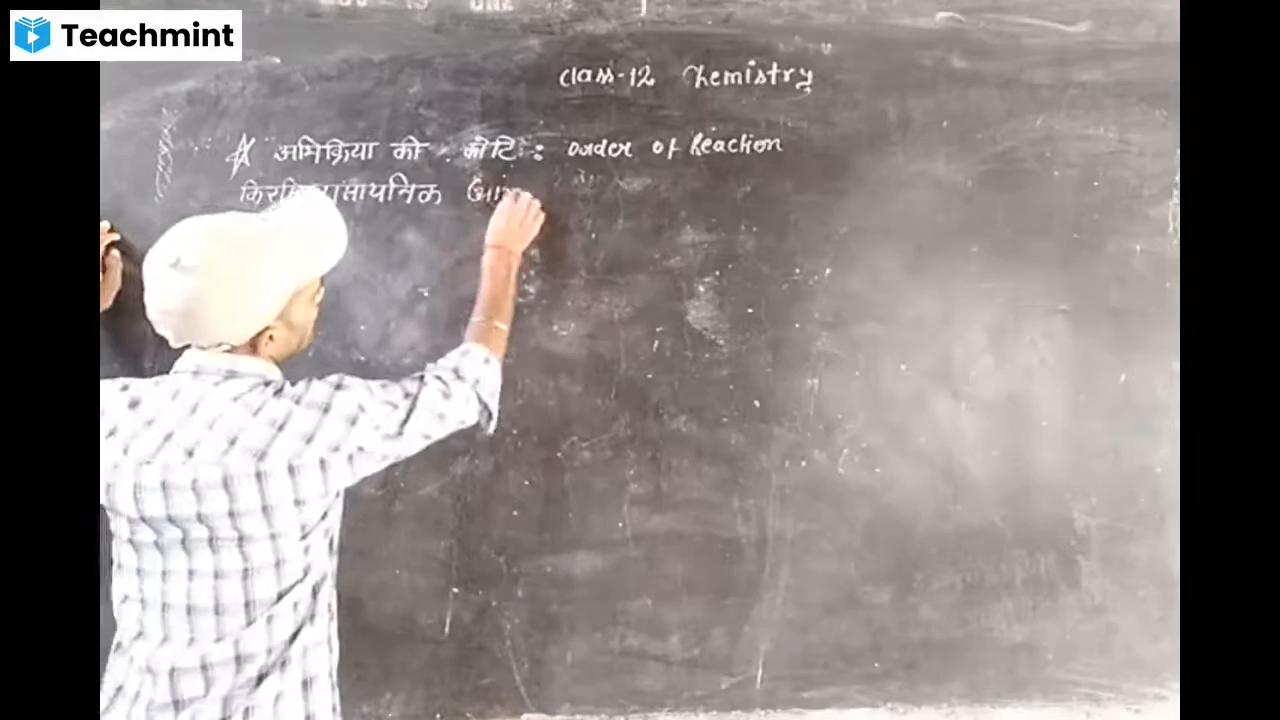 Teachmint
Class-12 Chemistry
अभिक्रिया की कोटि : Order of Reaction
रासायनिक